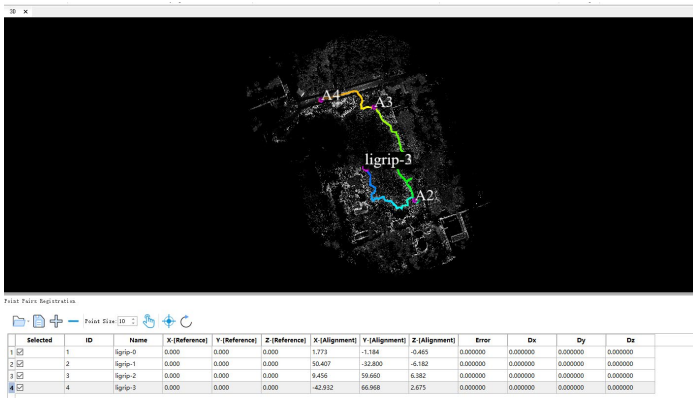 3D ×
A4
A3
ligrip-3
A2
Point Pairs Registration
Point Size 10
Selected ID Name X-[Reference] Y-[Reference] Z-[Reference] X-[Alignment] Y-[Alignment] Z-[Alignment] Error Dx Dy Dz
1 1 ligrip-0 0.000 0.000 0.000 1.773 -1.184 -0.465 0.000000 0.000000 0.000000 0.000000
2 2 ligrip-1 0.000 0.000 0.000 50.407 -32.800 -6.182 0.000000 0.000000 0.000000 0.000000
3 3 ligrip-2 0.000 0.000 0.000 9.456 59.660 6.382 0.000000 0.000000 0.000000 0.000000
4 4 ligrip-3 0.000 0.000 0.000 -42.932 66.968 2.675 0.000000 0.000000 0.000000 0.000000